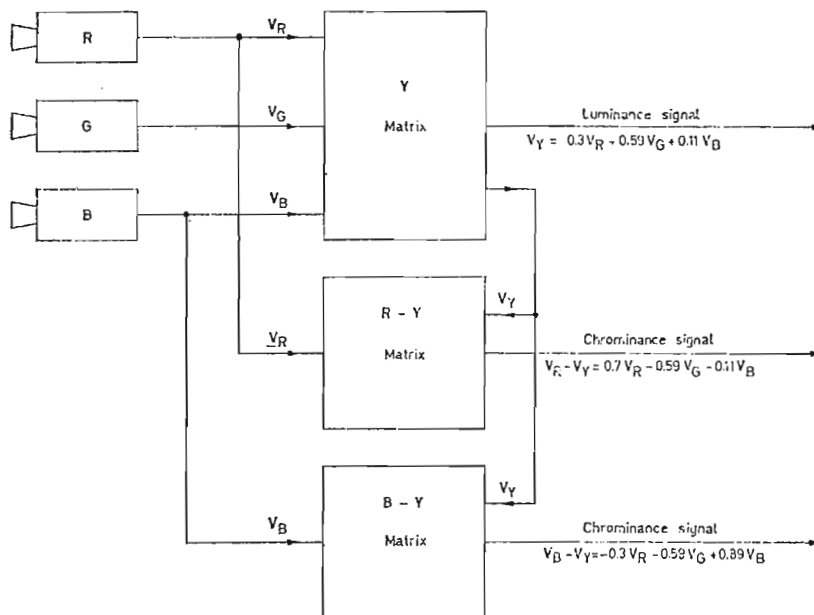 R
V_R
Y
Matrix
G
V_G
Luminance signal
V_Y = 0.3 V_R - 0.59 V_G + 0.11 V_B
B
V_B
R - Y
Matrix
V_Y
V_R
Chrominance signal
V_R - V_Y = 0.7 V_R - 0.59 V_G - 0.11 V_B
B - Y
Matrix
V_Y
V_B
Chrominance signal
V_B - V_Y = -0.3 V_R - 0.59 V_G + 0.89 V_B